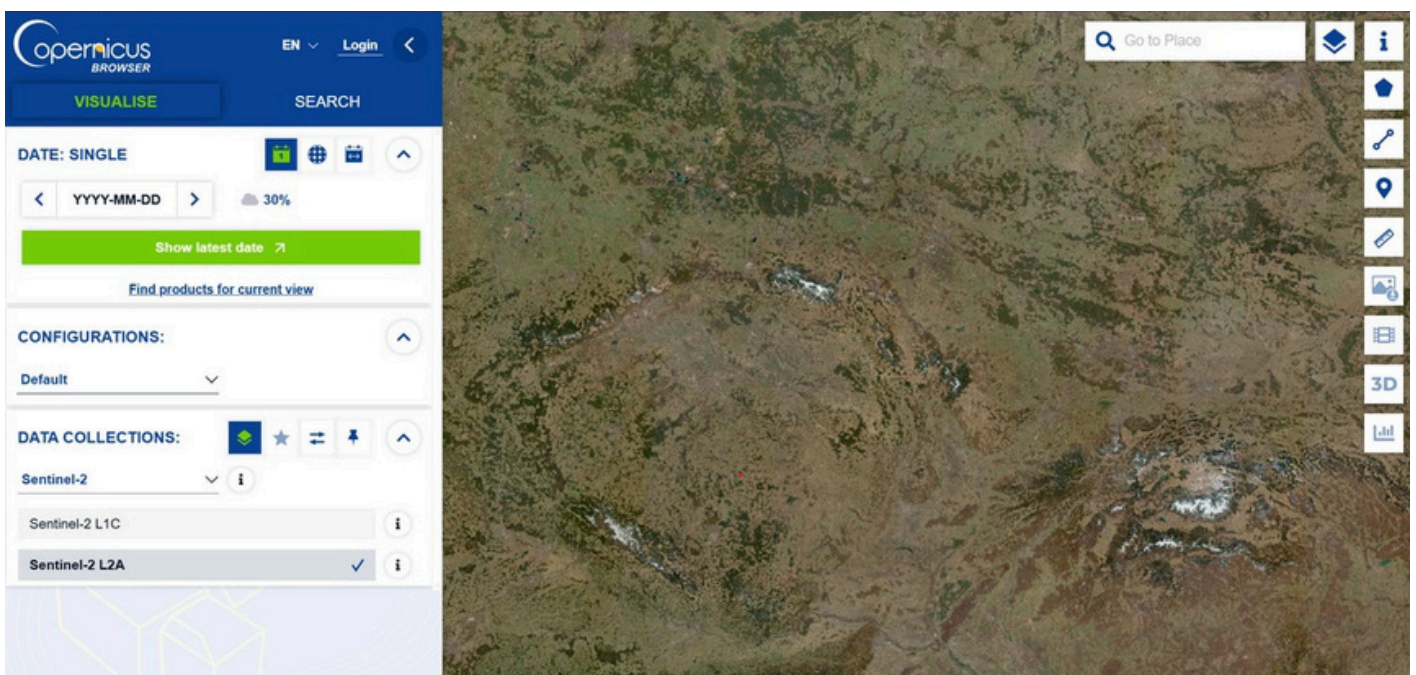 Copernicus
BROWSER
EN
Login
VISUALISE
SEARCH
DATE: SINGLE
1
YYYY-MM-DD
30%
Show latest date
Find products for current view
CONFIGURATIONS:
Default
DATA COLLECTIONS:
Sentinel-2
i
Sentinel-2 L1C
i
Sentinel-2 L2A
i
Go to Place
i
3D